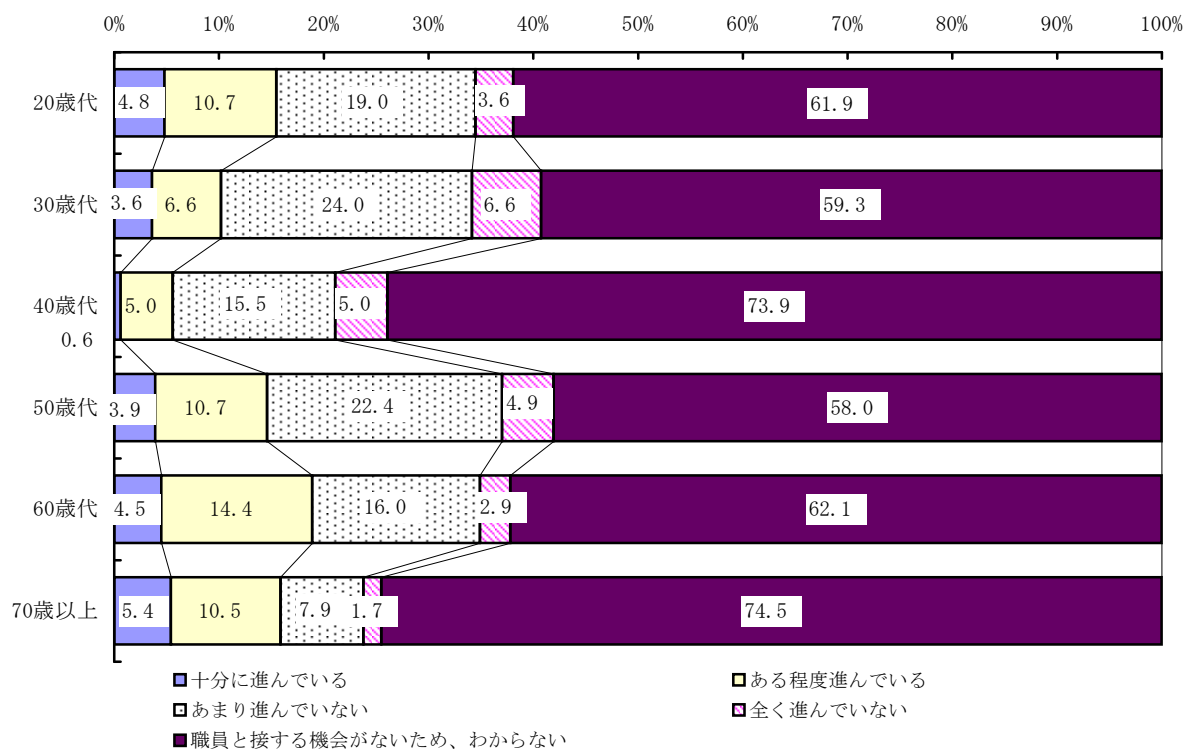 0% 10% 20% 30% 40% 50% 60% 70% 80% 90% 100%
20歳代 4.8 10.7 19.0 3.6 61.9
30歳代 3.6 6.6 24.0 6.6 59.3
40歳代 5.0 15.5 5.0 73.9
0.6
50歳代 3.9 10.7 22.4 4.9 58.0
60歳代 4.5 14.4 16.0 2.9 62.1
70歳以上 5.4 10.5 7.9 1.7 74.5
十分に進んでいる ある程度進んでいる
あまり進んでいない 全く進んでいない
職員と接する機会がないため、わからない